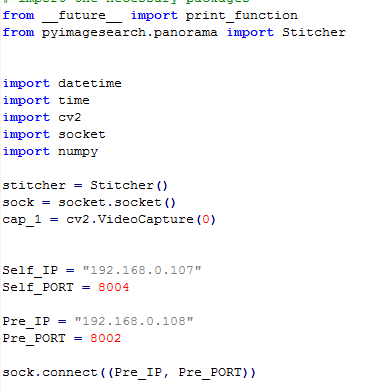 # import the necessary packages
from __future__ import print_function
from pyimagesearch.panorama import Stitcher
import datetime
import time
import cv2
import socket
import numpy
stitcher = Stitcher()
sock = socket.socket()
cap_1 = cv2.VideoCapture(0)
Self_IP = "192.168.0.107"
Self_PORT = 8004
Pre_IP = "192.168.0.108"
Pre_PORT = 8002
sock.connect((Pre_IP, Pre_PORT))